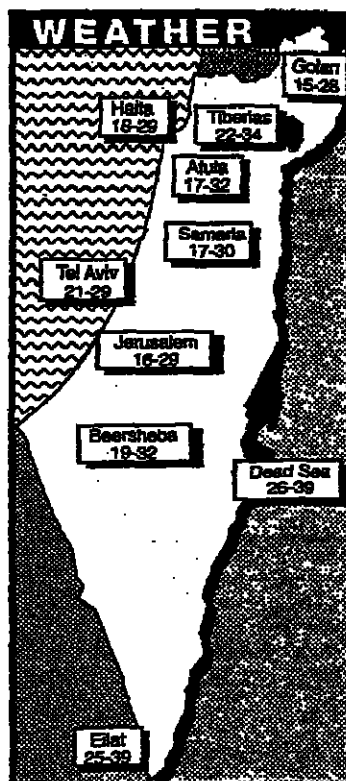 WEATHER
Golan
15-28
Haifa
18-29
Tiberias
22-34
Afula
17-32
Samaria
17-30
Tel Aviv
21-29
Jerusalem
16-29
Beersheba
19-32
Dead Sea
26-39
Eilat
25-39